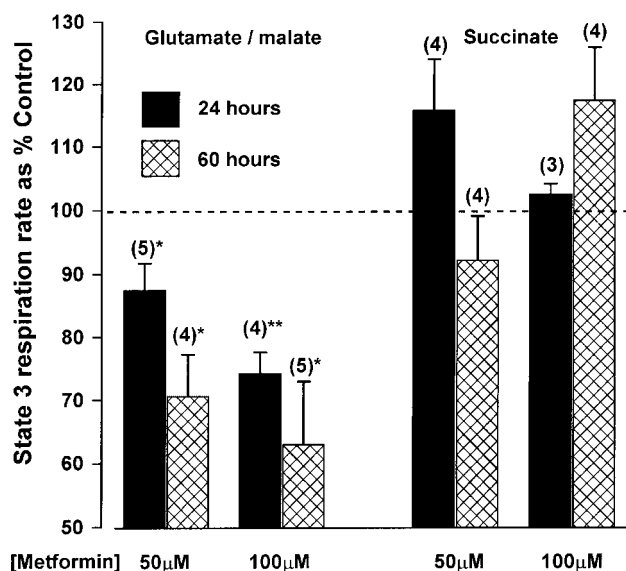 State 3 respiration rate as % Control
130
120
110
100
90
80
70
60
50
Glutamate / malate
Succinate
24 hours
60 hours
(5)*
(4)*
(4)**
(5)*
(4)
(4)
(3)
(4)
[Metformin] 50µM 100µM 50µM 100µM